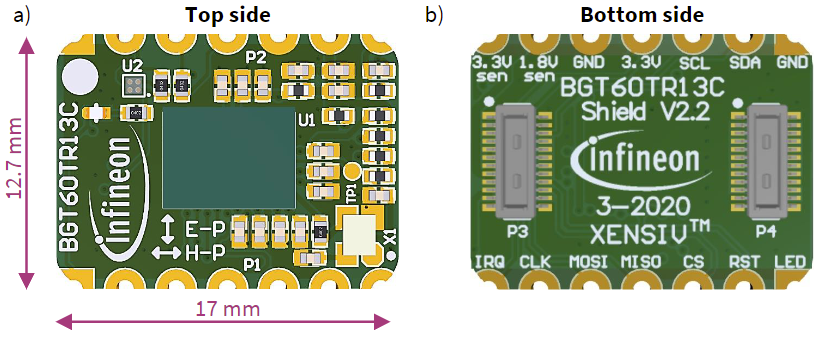 a) Top side
12.7 mm
17 mm
P2
U2
BGT60TR13C
infineon
U1
TP1
E-P
H-P
X1
P1
b) Bottom side
3.3V sen 1.8V sen GND 3.3V SCL SDA GND
BGT60TR13C
Shield V2.2
infineon
3-2020
XENSIV™
P3 P4
IRQ CLK MOSI MISO CS RST LED